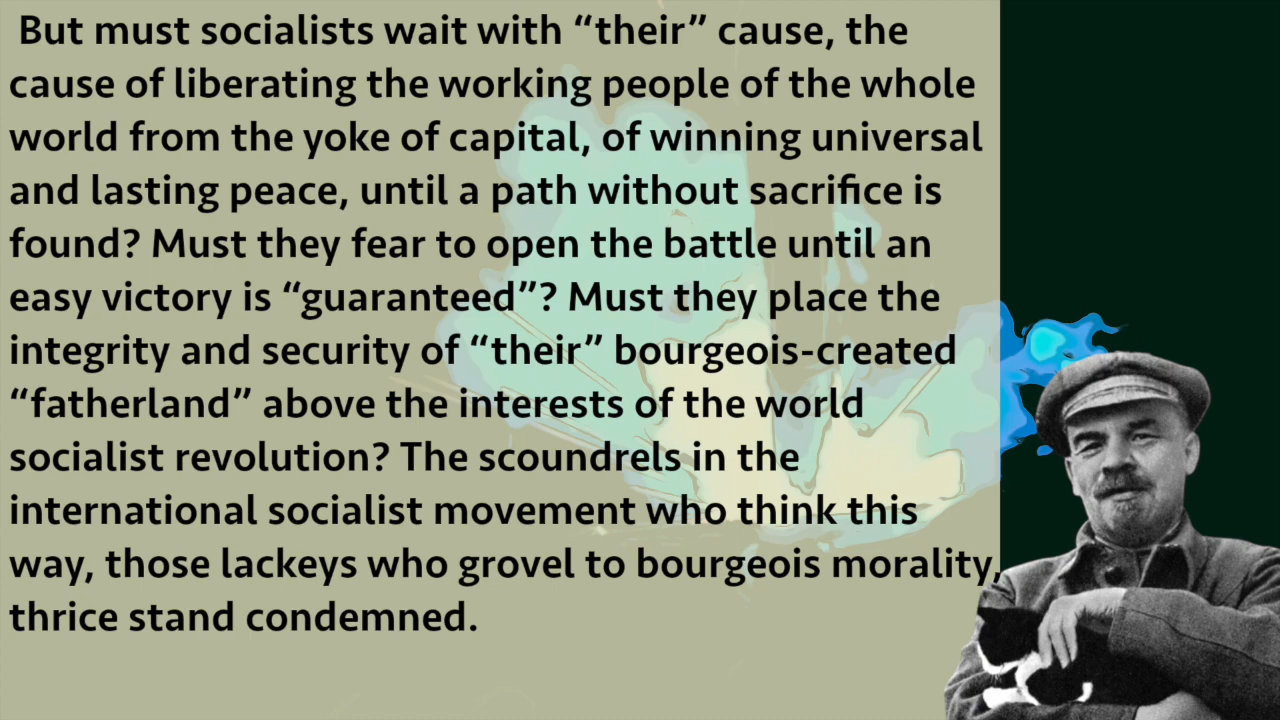 But must socialists wait with “their” cause, the
cause of liberating the working people of the whole
world from the yoke of capital, of winning universal
and lasting peace, until a path without sacrifice is
found? Must they fear to open the battle until an
easy victory is “guaranteed”? Must they place the
integrity and security of “their” bourgeois-created
“fatherland” above the interests of the world
socialist revolution? The scoundrels in the
international socialist movement who think this
way, those lackeys who grovel to bourgeois morality,
thrice stand condemned.